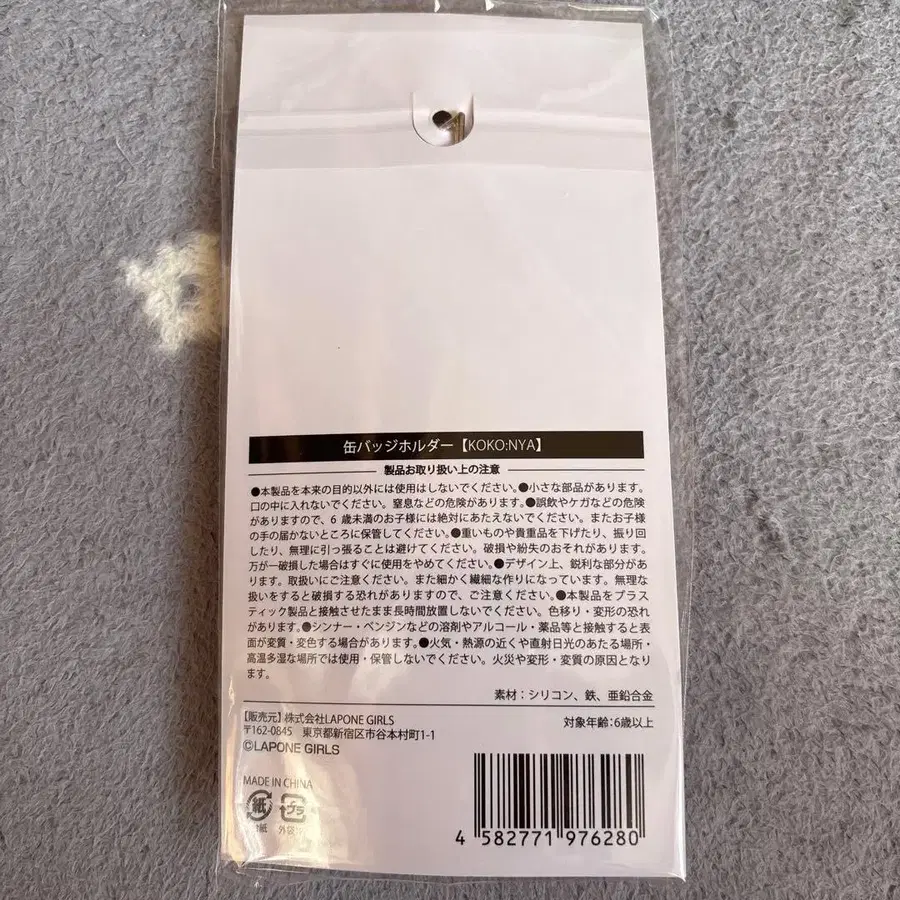 缶バッジホルダー【KOKO:NYA】
製品お取り扱い上の注意
●本製品を本来の目的以外には使用はしないでください。●小さな部品があります。
口の中に入れないでください。窒息などの危険があります。●誤飲やケガなどの危険
がありますので、6 歳未満のお子様には絶対にあたえないでください。またお子様
の手の届かないところに保管してください。●重いものや貴重品を下げたり、振り回
したり、無理に引っ張ることは避けてください。破損や紛失のおそれがあります。
万が一破損した場合はすぐに使用をやめてください。●デザイン上、鋭利な部分があ
ります。取扱いにご注意ください。また細かく繊細な作りになっています。無理な
扱いをすると破損する恐れがありますので、ご注意ください。●本製品をプラス
ティック製品と接触させたまま長時間放置しないでください。色移り・変形の恐れ
があります。●シンナー・ベンジンなどの溶剤やアルコール・薬品等と接触すると表
面が変質・変色する場合があります。●火気・熱源の近くや直射日光のあたる場所・
高温多湿な場所では使用・保管しないでください。火災や変形・変質の原因となり
ます。
素材：シリコン、鉄、亜鉛合金
【販売元】株式会社LAPONE GIRLS
対象年齢:6歳以上
〒162-0845 東京都新宿区市谷本村町1-1
©LAPONE GIRLS
MADE IN CHINA
紙 プラ
紙 外袋
4 582771 976280